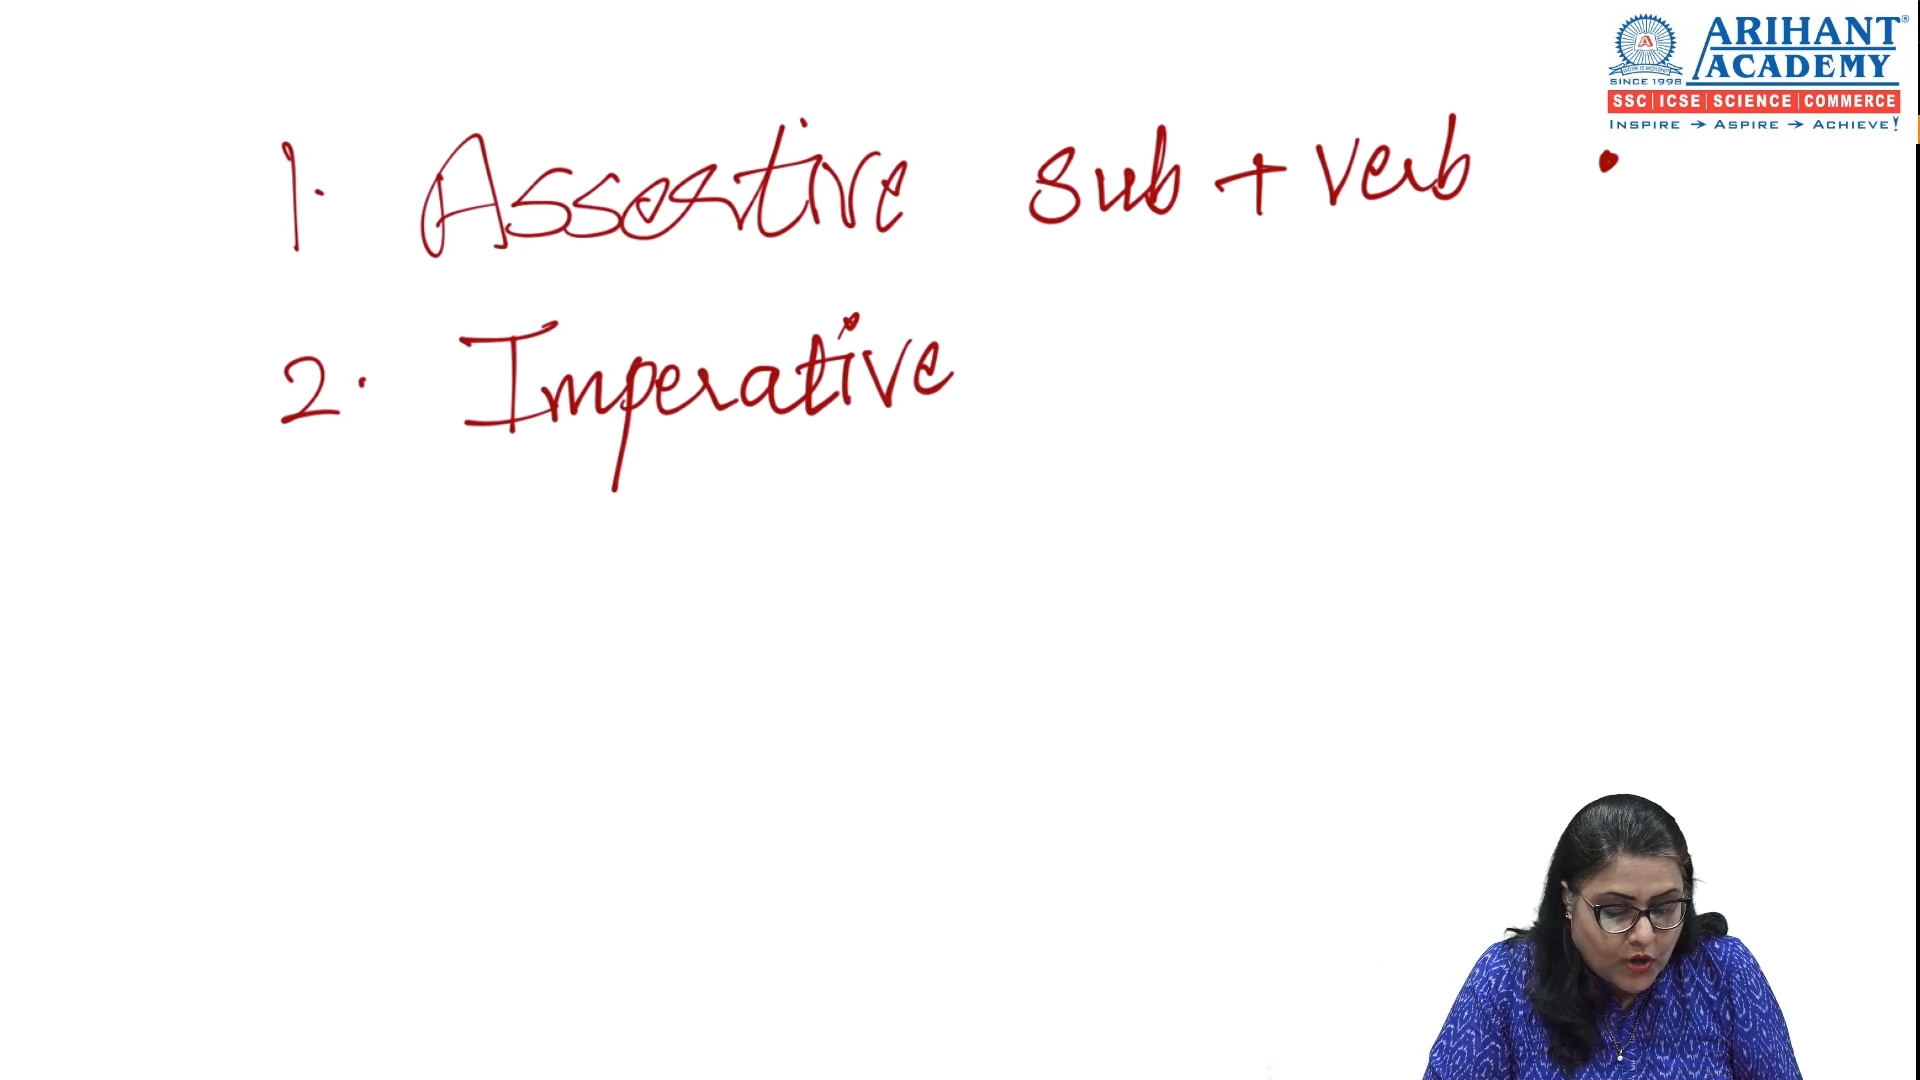 ARIHANT
ACADEMY
A
SINCE 1998
SSC | ICSE | SCIENCE | COMMERCE
INSPIRE → ASPIRE → ACHIEVE!
1. Assertive sub + verb .
2. Imperative